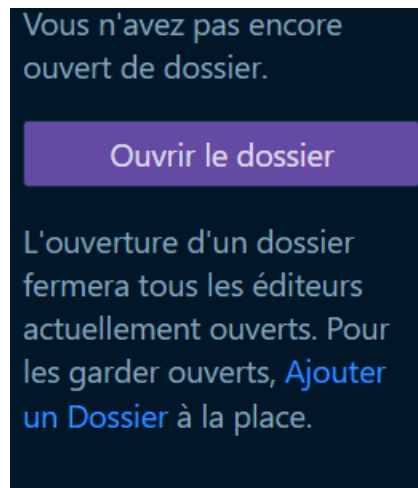 Vous n'avez pas encore
ouvert de dossier.
Ouvrir le dossier
L'ouverture d'un dossier
fermera tous les éditeurs
actuellement ouverts. Pour
les garder ouverts, Ajouter
un Dossier à la place.